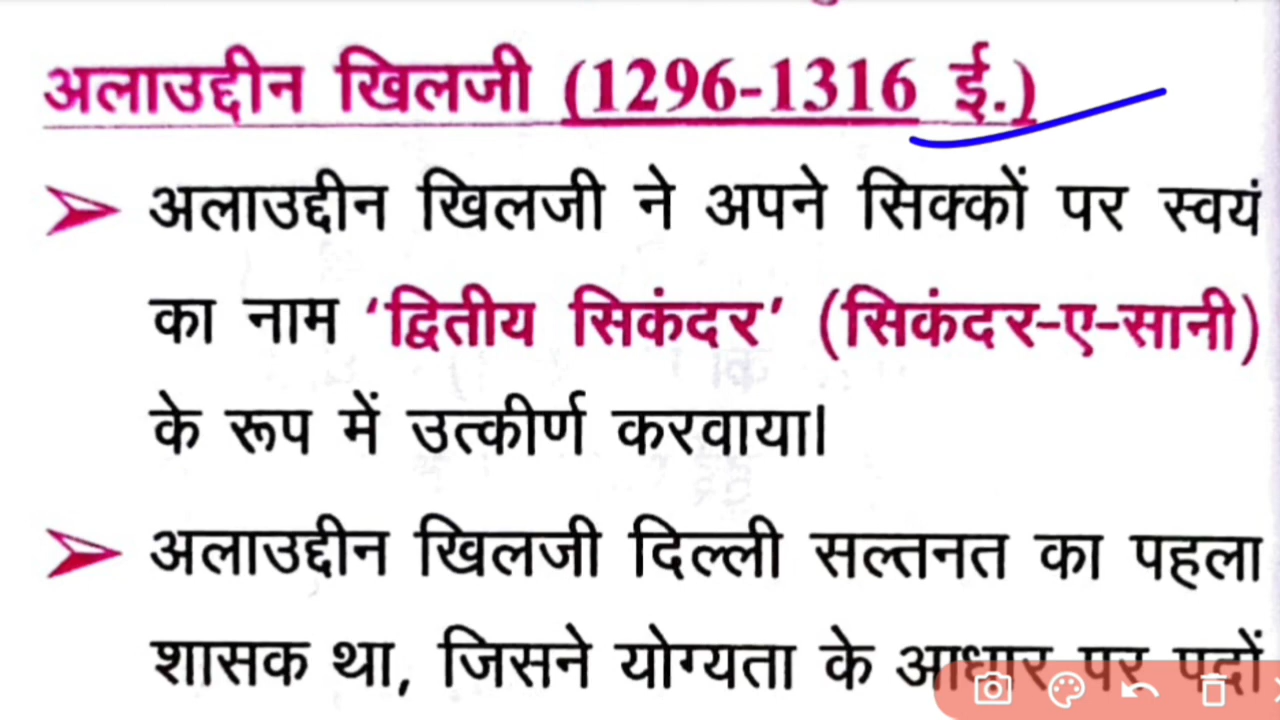 अलाउद्दीन खिलजी (1296-1316 ई.)
अलाउद्दीन खिलजी ने अपने सिक्कों पर स्वयं
का नाम ‘द्वितीय सिकंदर’ (सिकंदर-ए-सानी)
के रूप में उत्कीर्ण करवाया।
अलाउद्दीन खिलजी दिल्ली सल्तनत का पहला
शासक था, जिसने योग्यता के आधार पर पदों